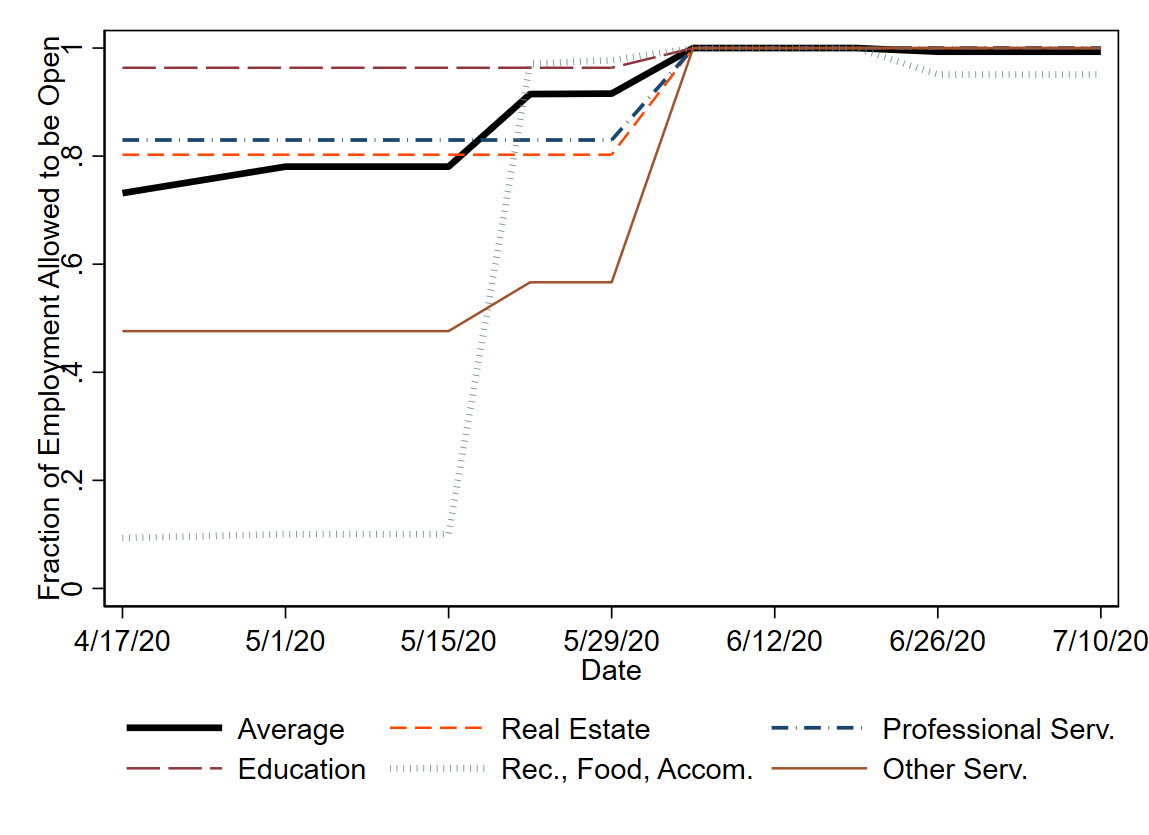 Fraction of Employment Allowed to be Open
1
.8
.6
.4
.2
0
4/17/20 5/1/20 5/15/20 5/29/20 6/12/20 6/26/20 7/10/20
Date
Average Real Estate Professional Serv.
Education Rec., Food, Accom. Other Serv.